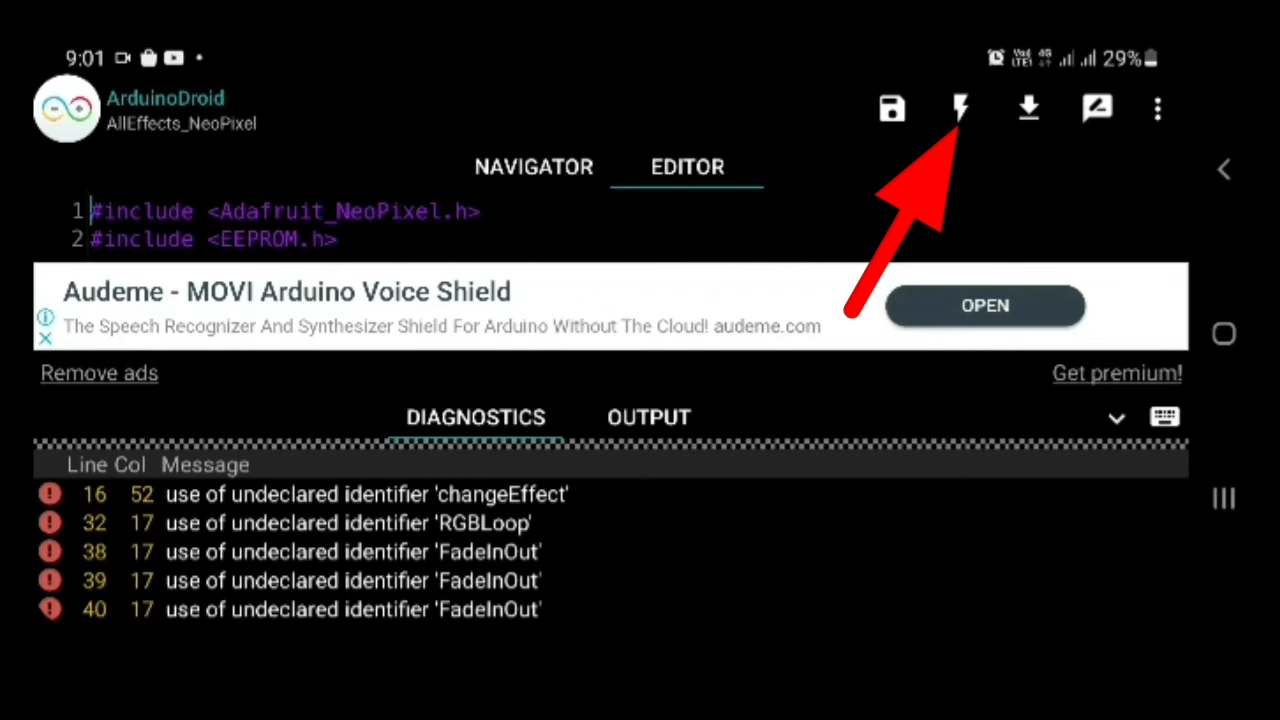 9:01
Vo) LTE1 4G 29%
ArduinoDroid
AllEffects_NeoPixel
NAVIGATOR EDITOR
1 #include <Adafruit_NeoPixel.h>
2 #include <EEPROM.h>
Audeme - MOVI Arduino Voice Shield
The Speech Recognizer And Synthesizer Shield For Arduino Without The Cloud! audeme.com
OPEN
Remove ads
Get premium!
DIAGNOSTICS OUTPUT
Line Col Message
16 52 use of undeclared identifier 'changeEffect'
32 17 use of undeclared identifier 'RGBLoop'
38 17 use of undeclared identifier 'FadeInOut'
39 17 use of undeclared identifier 'FadeInOut'
40 17 use of undeclared identifier 'FadeInOut'